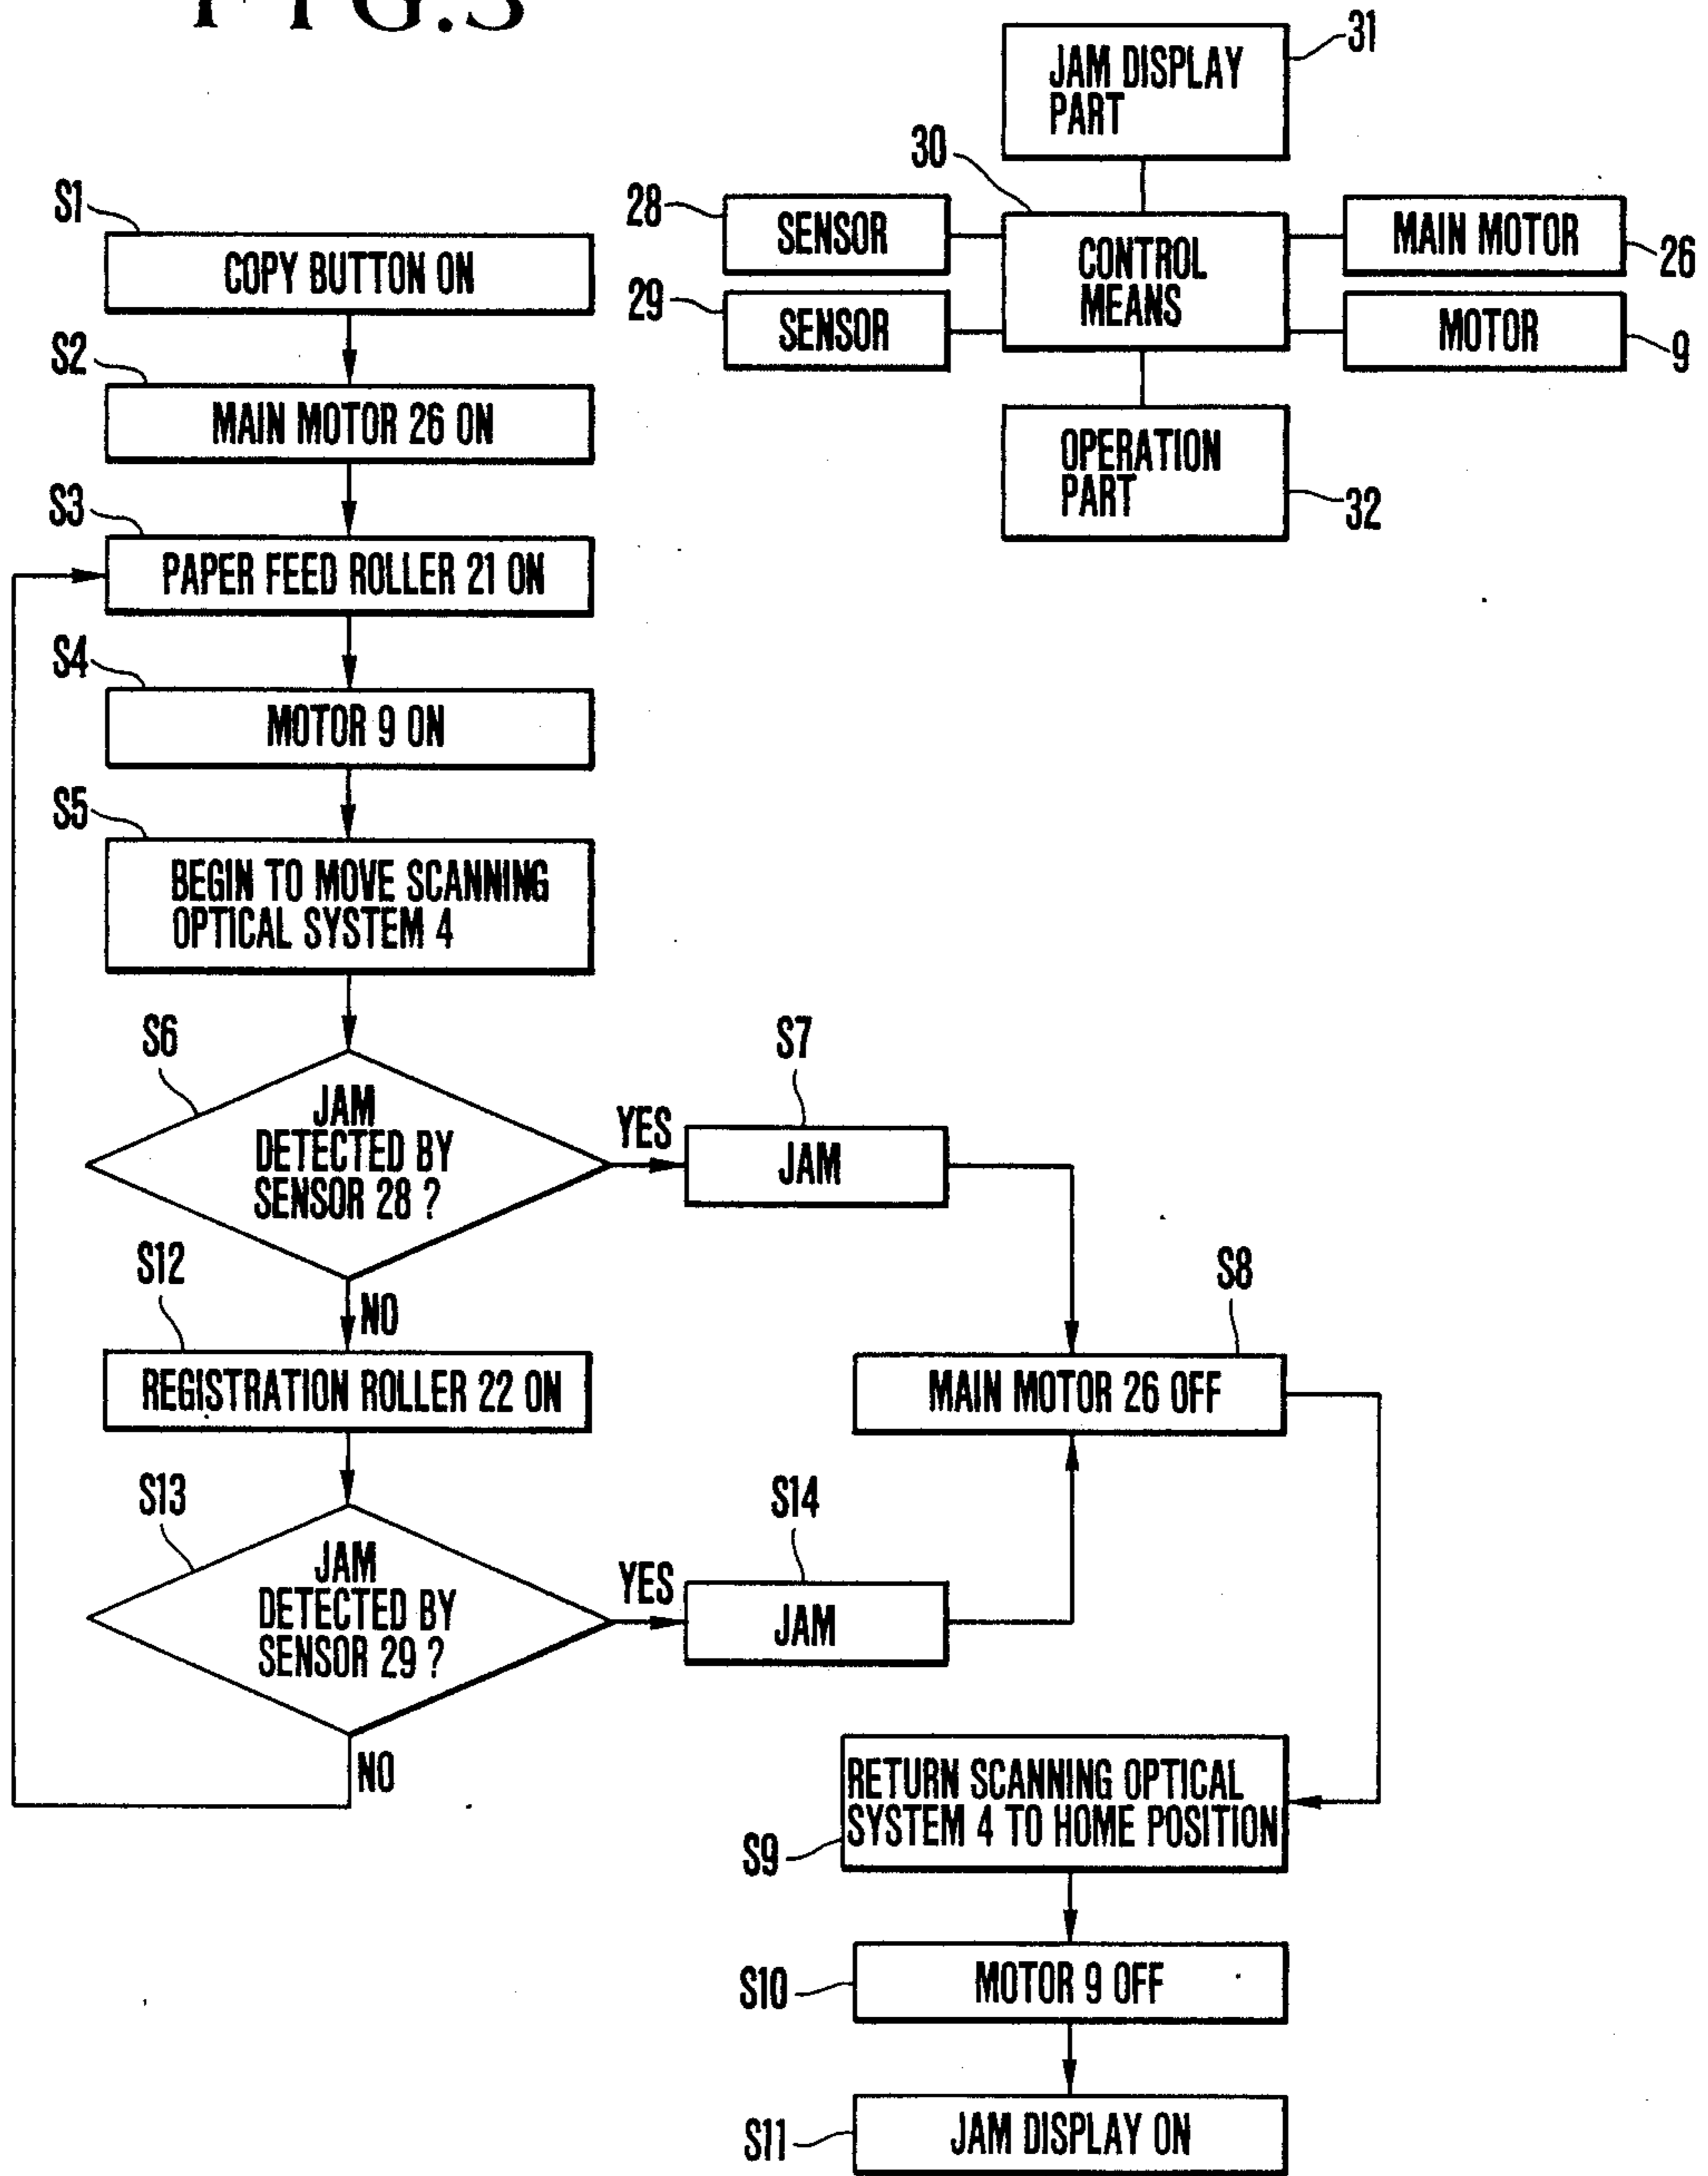 FIG.3
31
JAM DISPLAY
PART
30
28
SENSOR
29
SENSOR
CONTROL
MEANS
MAIN MOTOR
26
MOTOR
9
OPERATION
PART
32
S1
COPY BUTTON ON
S2
MAIN MOTOR 26 ON
S3
PAPER FEED ROLLER 21 ON
S4
MOTOR 9 ON
S5
BEGIN TO MOVE SCANNING
OPTICAL SYSTEM 4
S6
JAM
DETECTED BY
SENSOR 28 ?
YES
S7
JAM
NO
S12
REGISTRATION ROLLER 22 ON
S8
MAIN MOTOR 26 OFF
S13
JAM
DETECTED BY
SENSOR 29 ?
YES
S14
JAM
NO
S9
RETURN SCANNING OPTICAL
SYSTEM 4 TO HOME POSITION
S10
MOTOR 9 OFF
S11
JAM DISPLAY ON